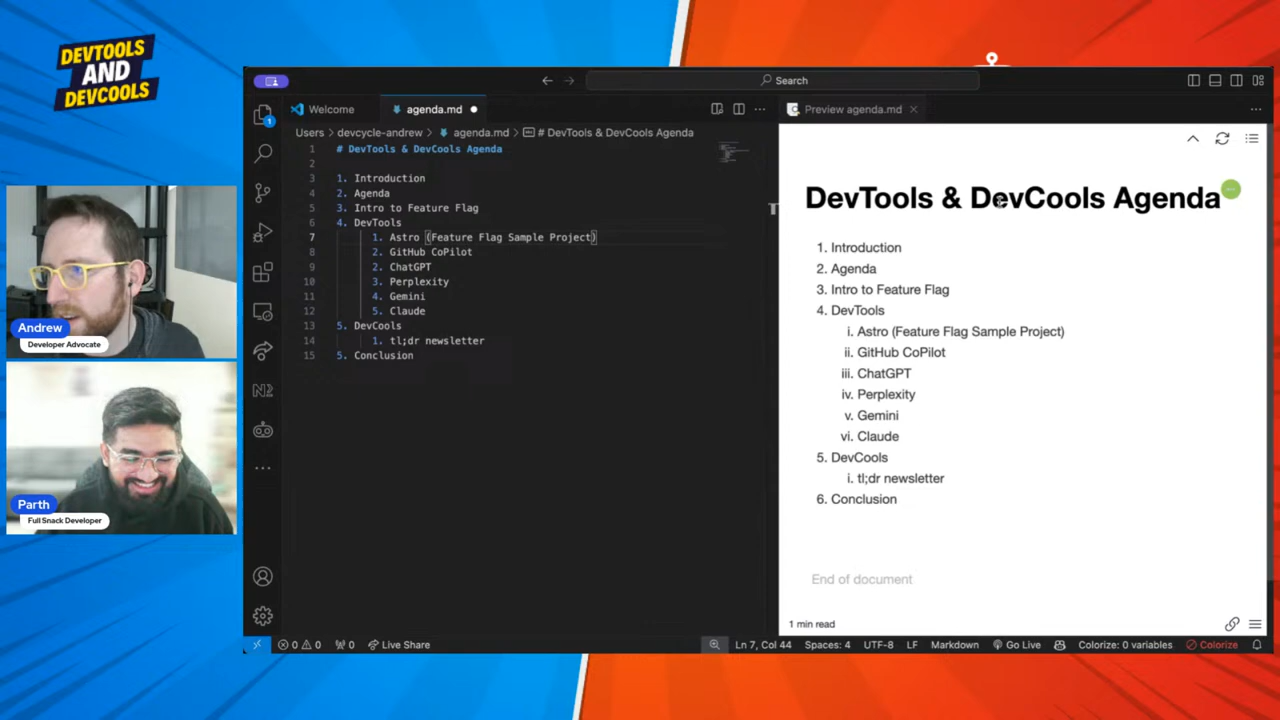 DEVTOOLS
AND
DEVCOOLS
Search
Welcome
agenda.md
Preview agenda.md
Users > devcycle-andrew > agenda.md > # DevTools & DevCools Agenda
1 # DevTools & DevCools Agenda
2
3 1. Introduction
4 2. Agenda
5 3. Intro to Feature Flag
6 4. DevTools
7 1. Astro (Feature Flag Sample Project)
8 2. GitHub CoPilot
9 2. ChatGPT
10 3. Perplexity
11 4. Gemini
12 5. Claude
13 5. DevCools
14 1. tl;dr newsletter
15 5. Conclusion
DevTools & DevCools Agenda
1. Introduction
2. Agenda
3. Intro to Feature Flag
4. DevTools
i. Astro (Feature Flag Sample Project)
ii. GitHub CoPilot
iii. ChatGPT
iv. Perplexity
v. Gemini
vi. Claude
5. DevCools
i. tl;dr newsletter
6. Conclusion
End of document
1 min read
Andrew
Developer Advocate
Parth
Full Snack Developer
1
0 0 0 Live Share Ln 7, Col 44 Spaces: 4 UTF-8 LF Markdown Go Live Colorize: 0 variables Colorize